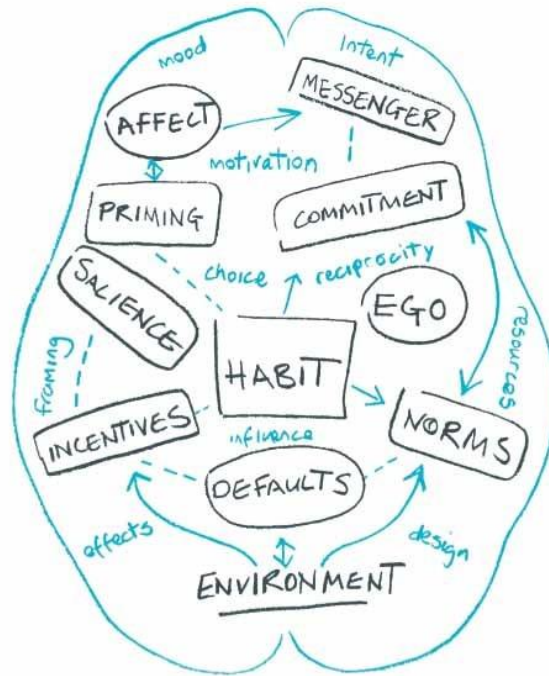 mood
Intent
MESSENGER
AFFECT
motivation
PRIMING
COMMITMENT
choice
reciprocity
SALIENCE
EGO
resources
framing
HABIT
INCENTIVES
NORMS
influence
DEFAULTS
effects
design
ENVIRONMENT